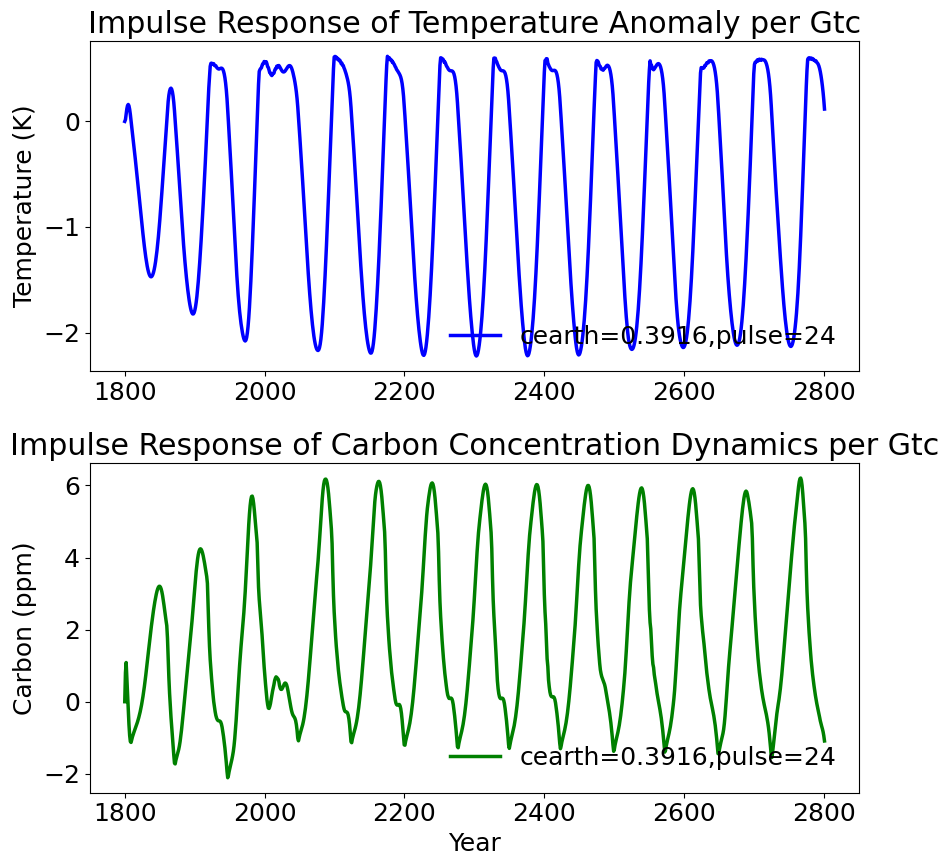 Impulse Response of Temperature Anomaly per Gtc
Temperature (K)
0
−1
−2
cearth=0.3916,pulse=24
1800 2000 2200 2400 2600 2800
Impulse Response of Carbon Concentration Dynamics per Gtc
Carbon (ppm)
6
4
2
0
−2
cearth=0.3916,pulse=24
1800 2000 2200 2400 2600 2800
Year